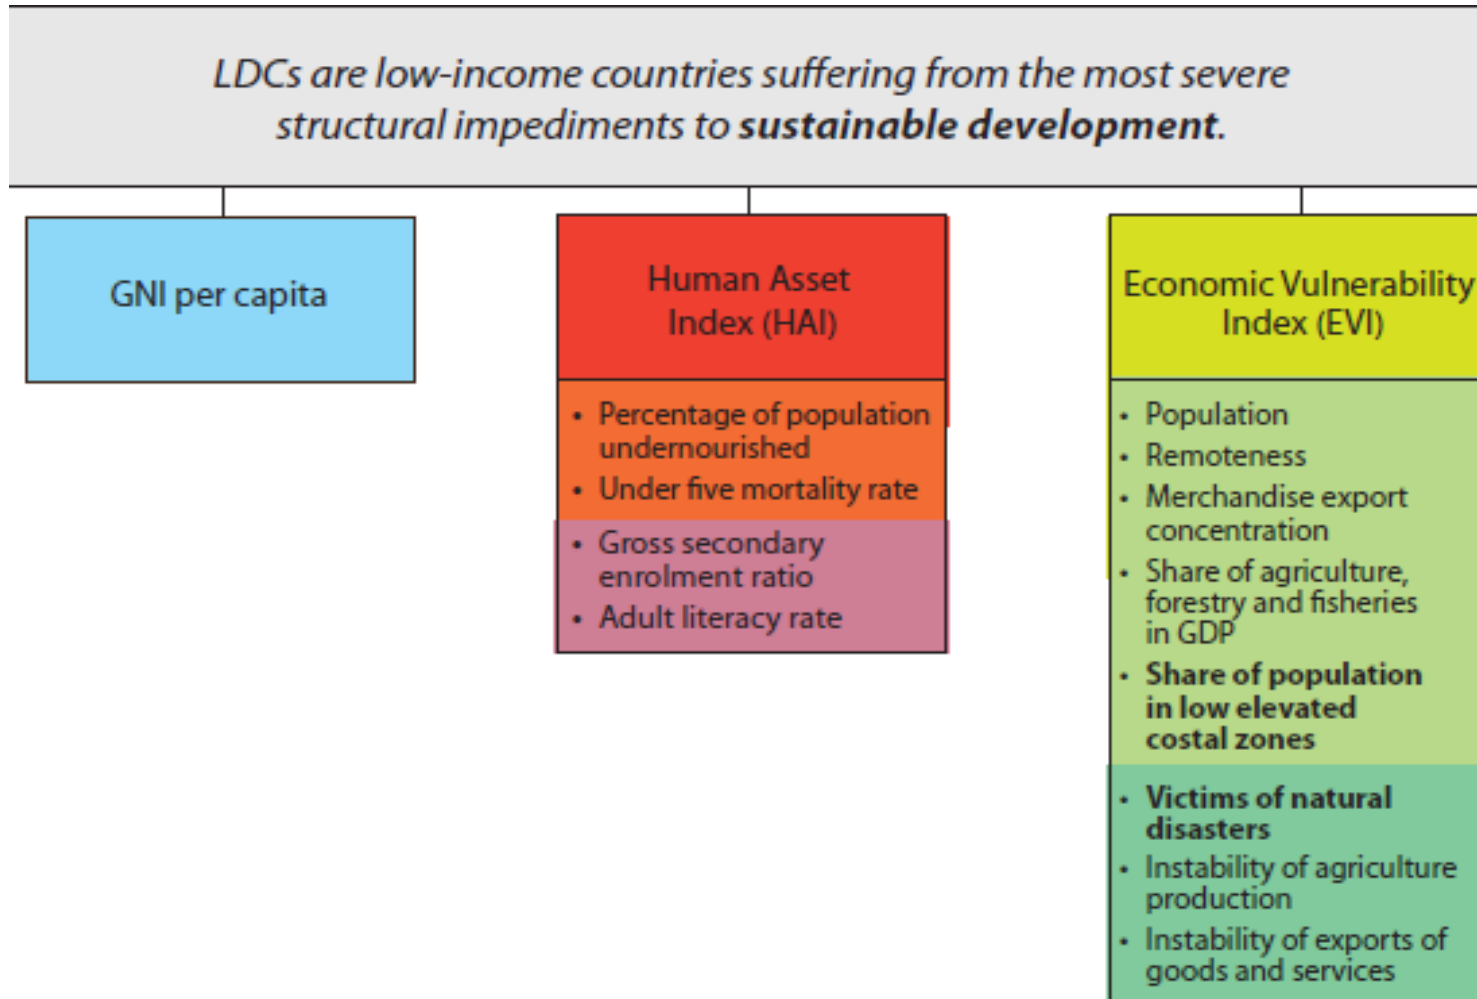 LDCs are low-income countries suffering from the most severe
structural impediments to sustainable development.
GNI per capita
Human Asset
Index (HAI)
• Percentage of population
undernourished
• Under five mortality rate
• Gross secondary
enrolment ratio
• Adult literacy rate
Economic Vulnerability
Index (EVI)
• Population
• Remoteness
• Merchandise export
concentration
• Share of agriculture,
forestry and fisheries
in GDP
• Share of population
in low elevated
costal zones
• Victims of natural
disasters
• Instability of agriculture
production
• Instability of exports of
goods and services